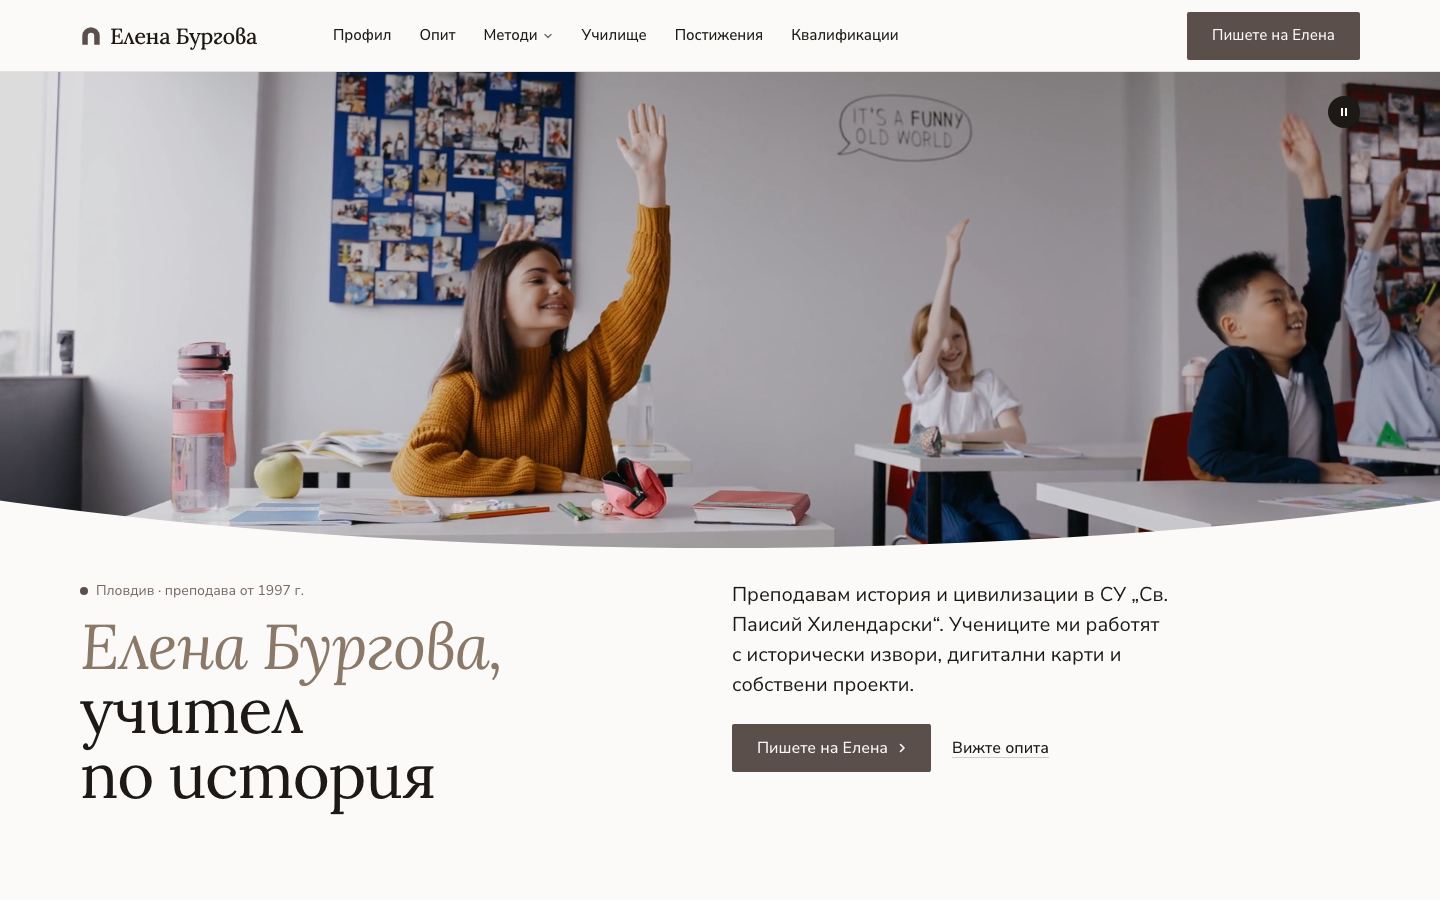 Елена Бургова
Профил
Опит
Методи
Училище
Постижения
Квалификации
Пишете на Елена
IT'S A FUNNY
OLD WORLD
Пловдив · преподава от 1997 г.
Елена Бургова,
учител
по история
Преподавам история и цивилизации в СУ „Св.
Паисий Хилендарски“. Учениците ми работят
с исторически извори, дигитални карти и
собствени проекти.
Пишете на Елена
Вижте опита